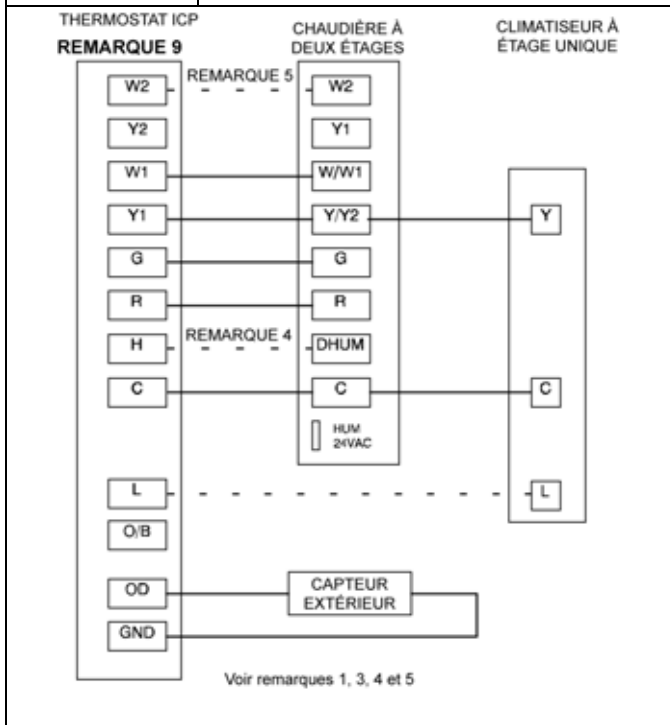 THERMOSTAT ICP
REMARQUE 9
CHAUDIÈRE À
DEUX ÉTAGES
CLIMATISEUR À
ÉTAGE UNIQUE
W2
REMARQUE 5
W2
Y2
Y1
W1
W/W1
Y1
Y/Y2
Y
G
G
R
R
H
REMARQUE 4
DHUM
C
C
C
HUM
24VAC
L
L
O/B
OD
CAPTEUR
EXTÉRIEUR
GND
Voir remarques 1, 3, 4 et 5